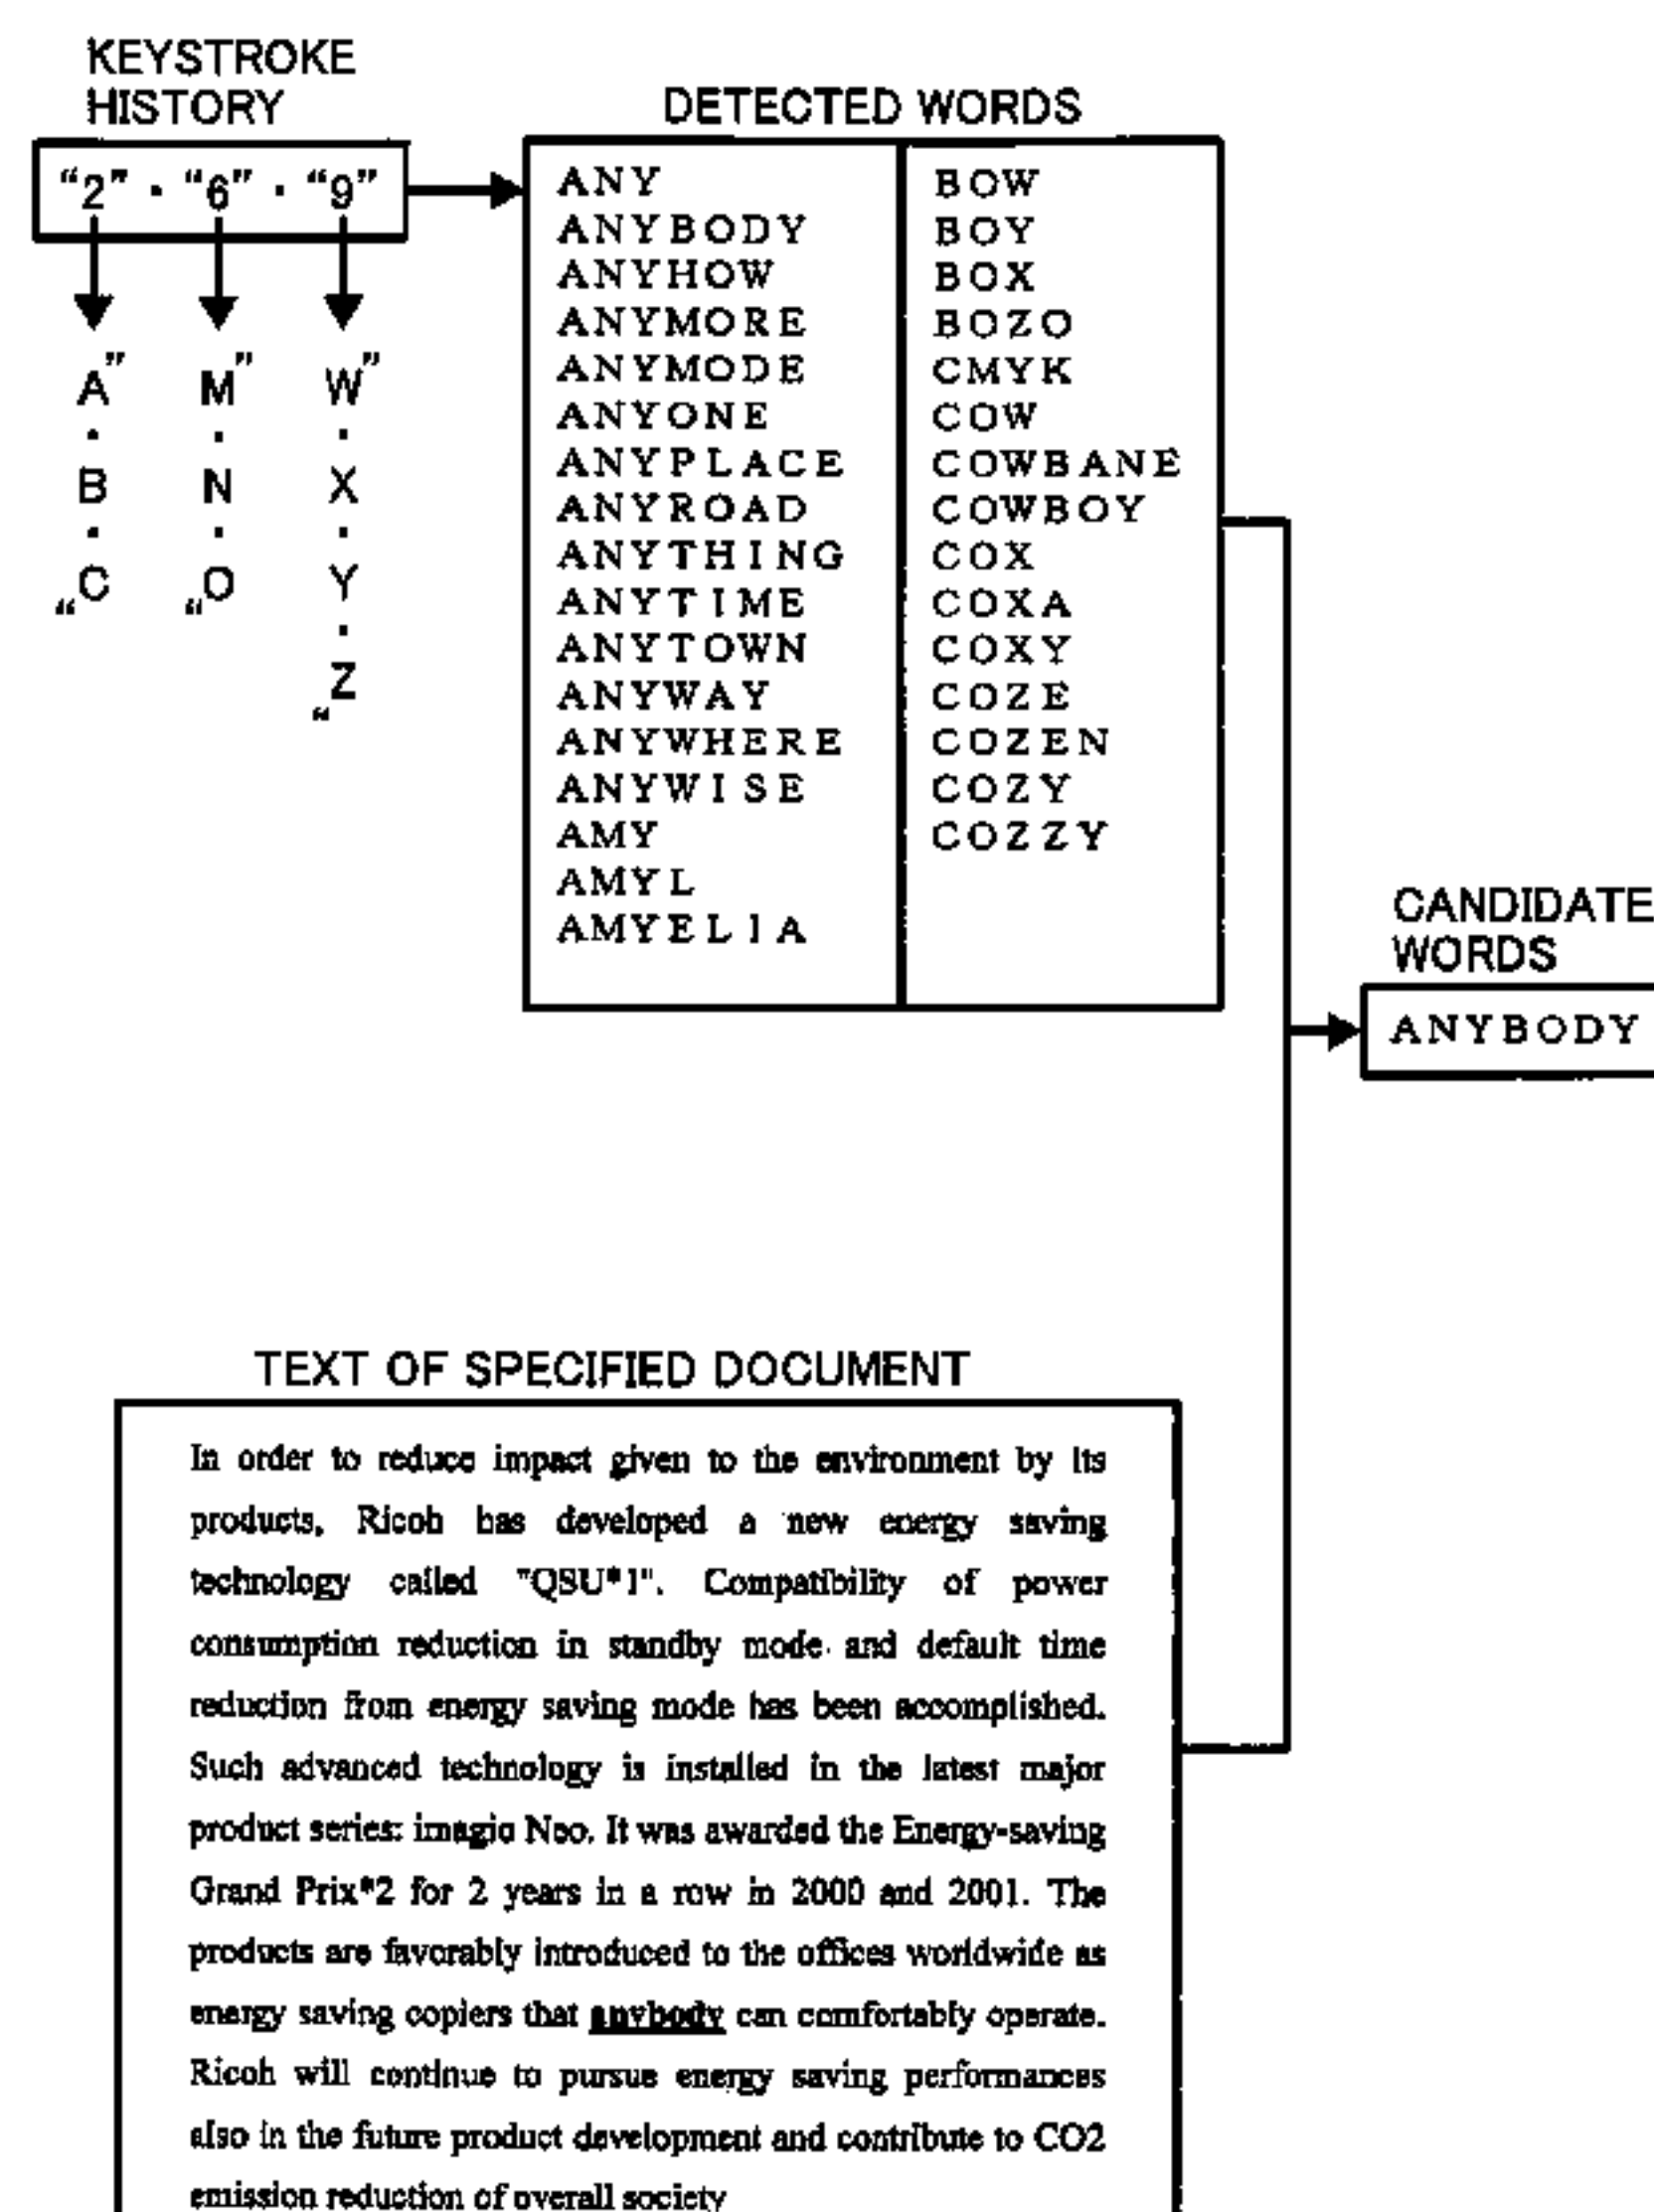 KEYSTROKE
HISTORY
“2” · “6” · “9”
A”
·
B
·
“C
M”
·
N
·
“O
W”
·
X
·
Y
·
“Z
DETECTED WORDS
ANY
ANYBODY
ANYHOW
ANYMORE
ANYMODE
ANYONE
ANYPLACE
ANYROAD
ANYTHING
ANYTIME
ANYTOWN
ANYWAY
ANYWHERE
ANYWISE
AMY
AMYL
AMYELIA
BOW
BOY
BOX
BOZO
CMYK
COW
COWBANE
COWBOY
COX
COXA
COXY
COZE
COZEN
COZY
COZZY
CANDIDATE
WORDS
ANYBODY
TEXT OF SPECIFIED DOCUMENT
In order to reduce impact given to the environment by its
products, Ricoh has developed a new energy saving
technology called "QSU*1". Compatibility of power
consumption reduction in standby mode and default time
reduction from energy saving mode has been accomplished.
Such advanced technology is installed in the latest major
product series: imagio Neo. It was awarded the Energy-saving
Grand Prix*2 for 2 years in a row in 2000 and 2001. The
products are favorably introduced to the offices worldwide as
energy saving copiers that anybody can comfortably operate.
Ricoh will continue to pursue energy saving performances
also in the future product development and contribute to CO2
emission reduction of overall society